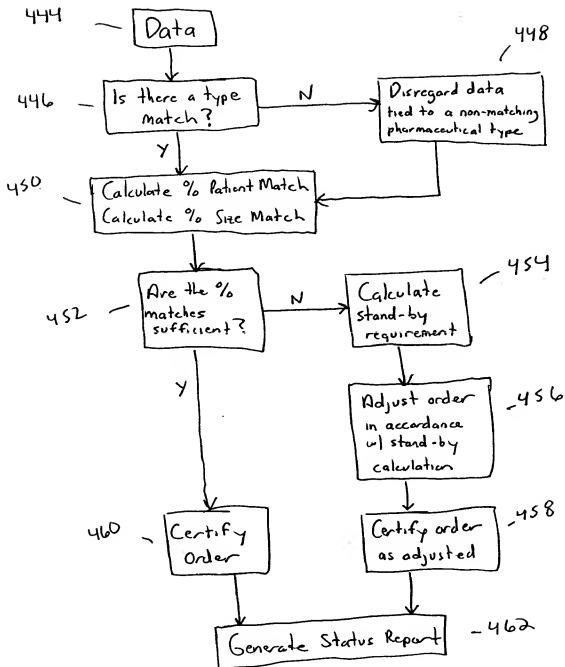 444
Data
448
446
Is there a type
match?
N
Disregard data
tied to a non-matching
pharmaceutical type
Y
450
Calculate % Patient Match
Calculate % Size Match
452
Are the %
matches
sufficient?
N
454
Calculate
stand-by
requirement
Y
456
Adjust order
in accordance
w/ stand-by
calculation
460
Certify
Order
458
Certify order
as adjusted
Generate Status Report
462